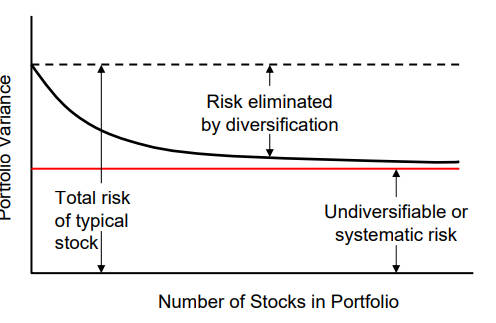 Portfolio Variance
Risk eliminated
by diversification
Total risk
of typical
stock
Undiversifiable or
systematic risk
Number of Stocks in Portfolio